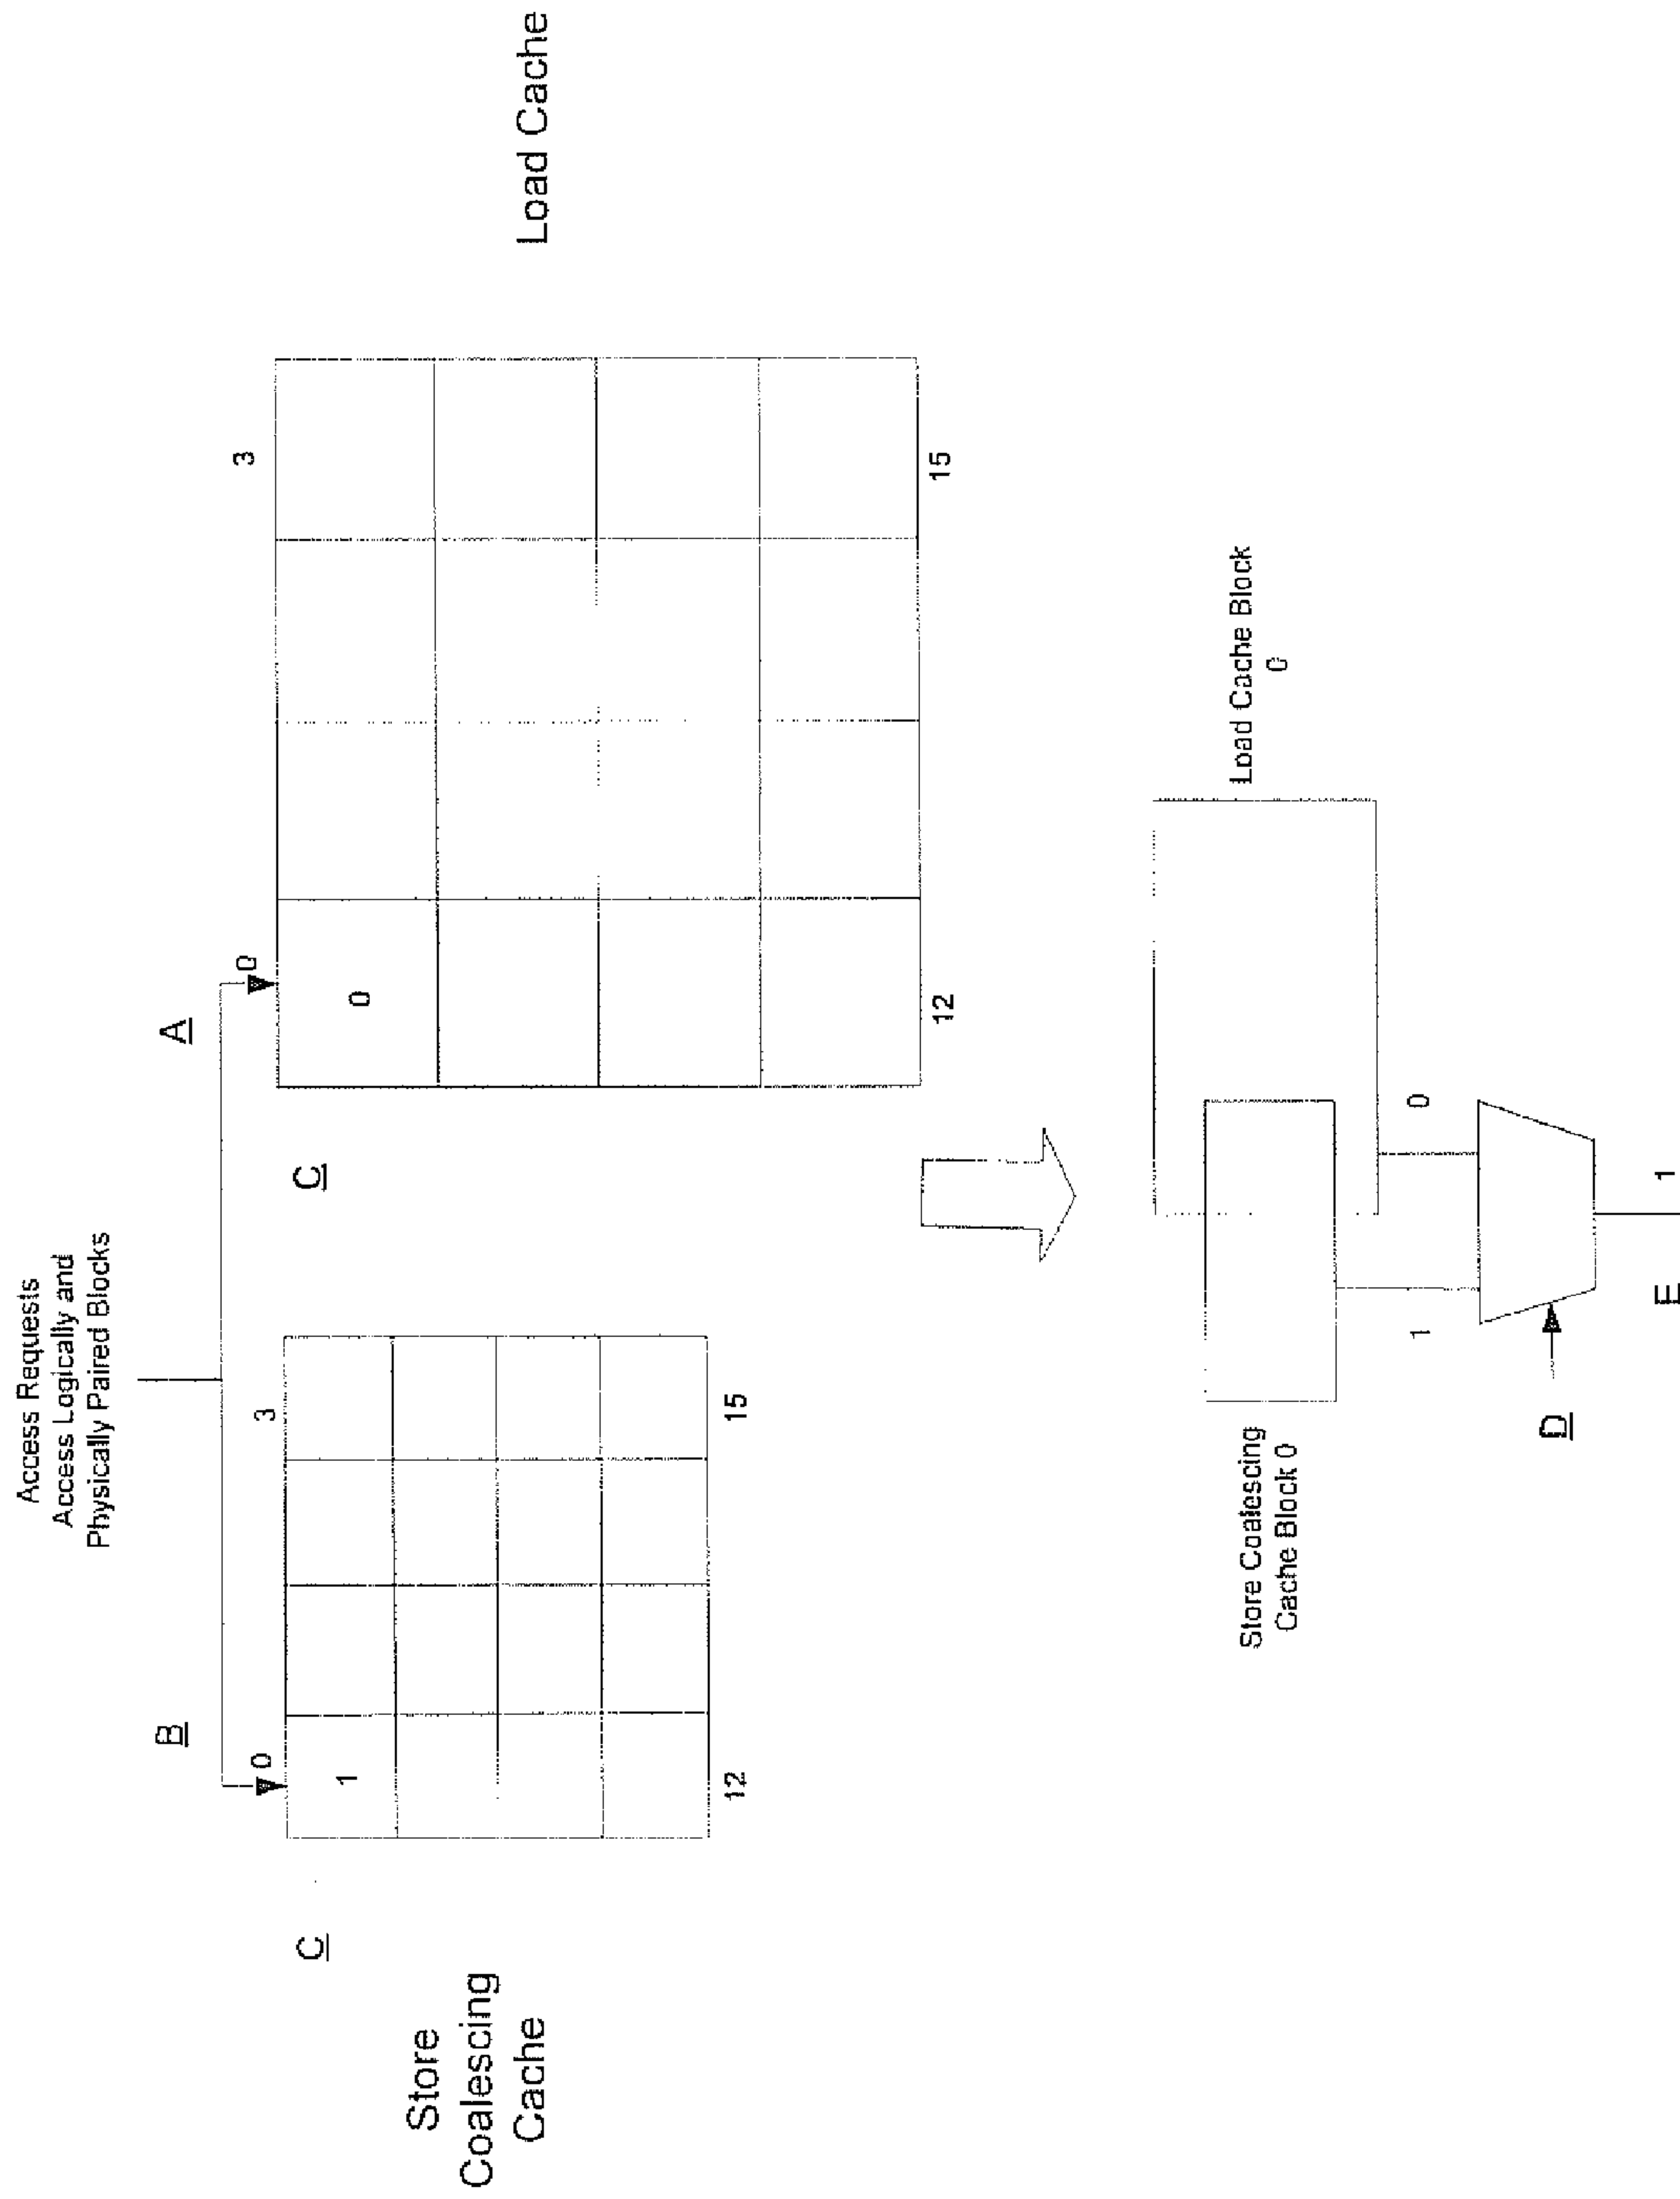 Access Requests
Access Logically and
Physically Paired Blocks
B
A
0
3
0
3
C
1
C
0
Store
Coalescing
Cache
Load Cache
12
15
12
15
Store Coalescing
Cache Block 0
Load Cache Block
0
1
0
D
E
1